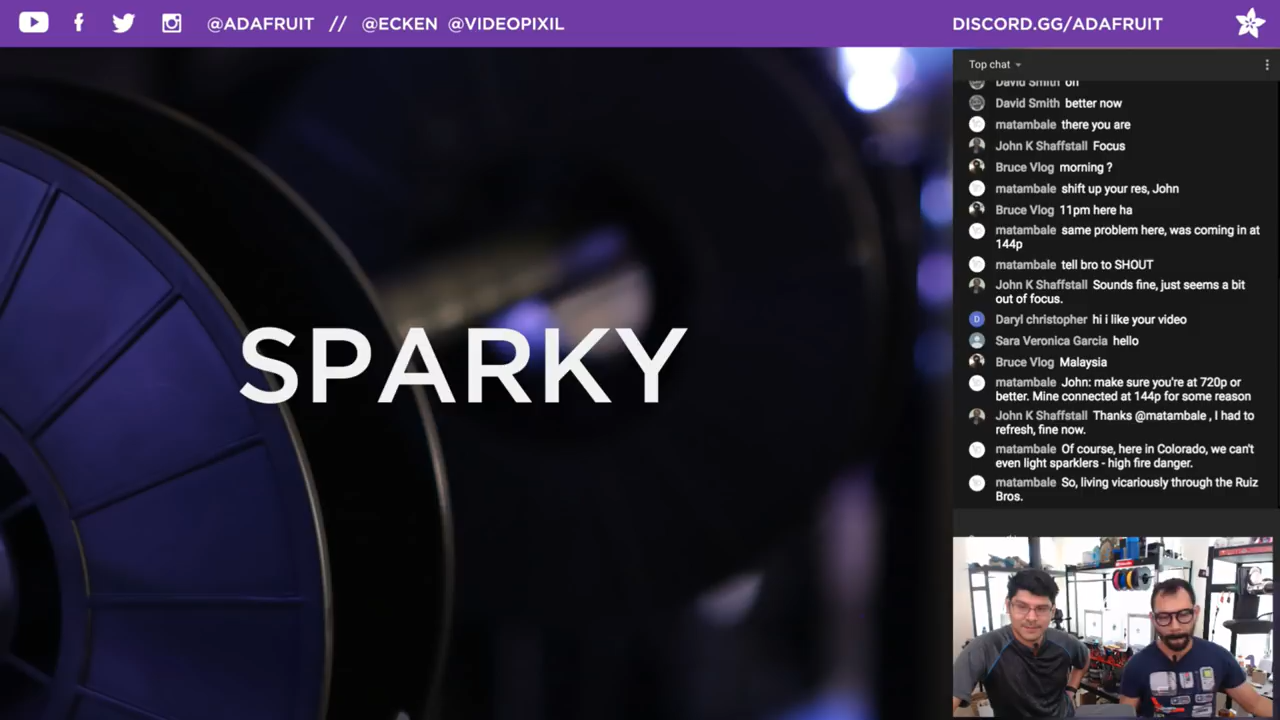 @ADAFRUIT // @ECKEN @VIDEOPIXIL
DISCORD.GG/ADAFRUIT
SPARKY
Top chat
David Smith oh
David Smith better now
matambale there you are
John K Shaffstall Focus
Bruce Vlog morning ?
matambale shift up your res, John
Bruce Vlog 11pm here ha
matambale same problem here, was coming in at
144p
matambale tell bro to SHOUT
John K Shaffstall Sounds fine, just seems a bit
out of focus.
D
Daryl christopher hi i like your video
Sara Veronica Garcia hello
Bruce Vlog Malaysia
matambale John: make sure you're at 720p or
better. Mine connected at 144p for some reason
John K Shaffstall Thanks @matambale , I had to
refresh, fine now.
matambale Of course, here in Colorado, we can't
even light sparklers - high fire danger.
matambale So, living vicariously through the Ruiz
Bros.